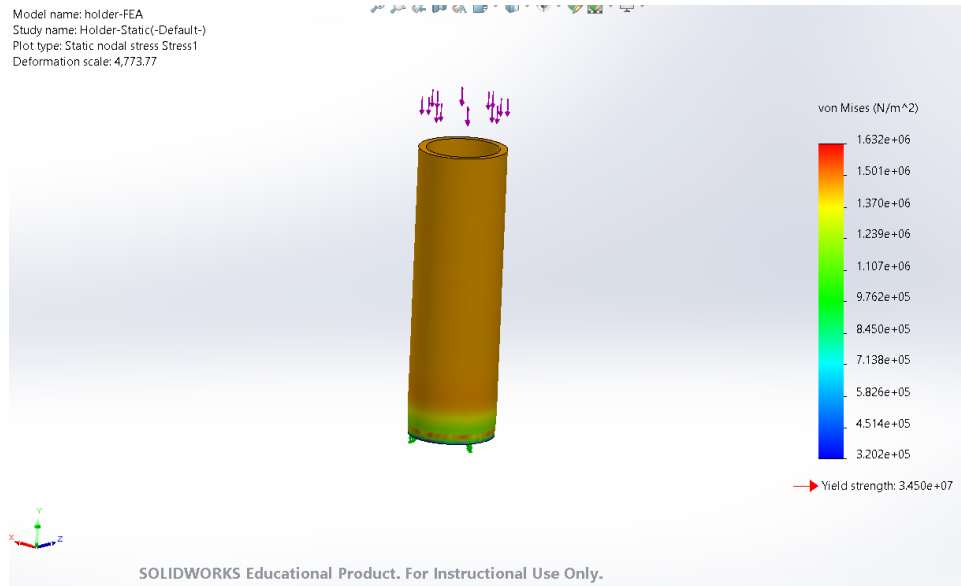 Model name: holder-FEA
Study name: Holder-Static(-Default-)
Plot type: Static nodal stress Stress1
Deformation scale: 4,773.77
von Mises (N/m^2)
1.632e+06
1.501e+06
1.370e+06
1.239e+06
1.107e+06
9.762e+05
8.450e+05
7.138e+05
5.826e+05
4.514e+05
3.202e+05
Yield strength: 3.450e+07
Y
X
Z
SOLIDWORKS Educational Product. For Instructional Use Only.